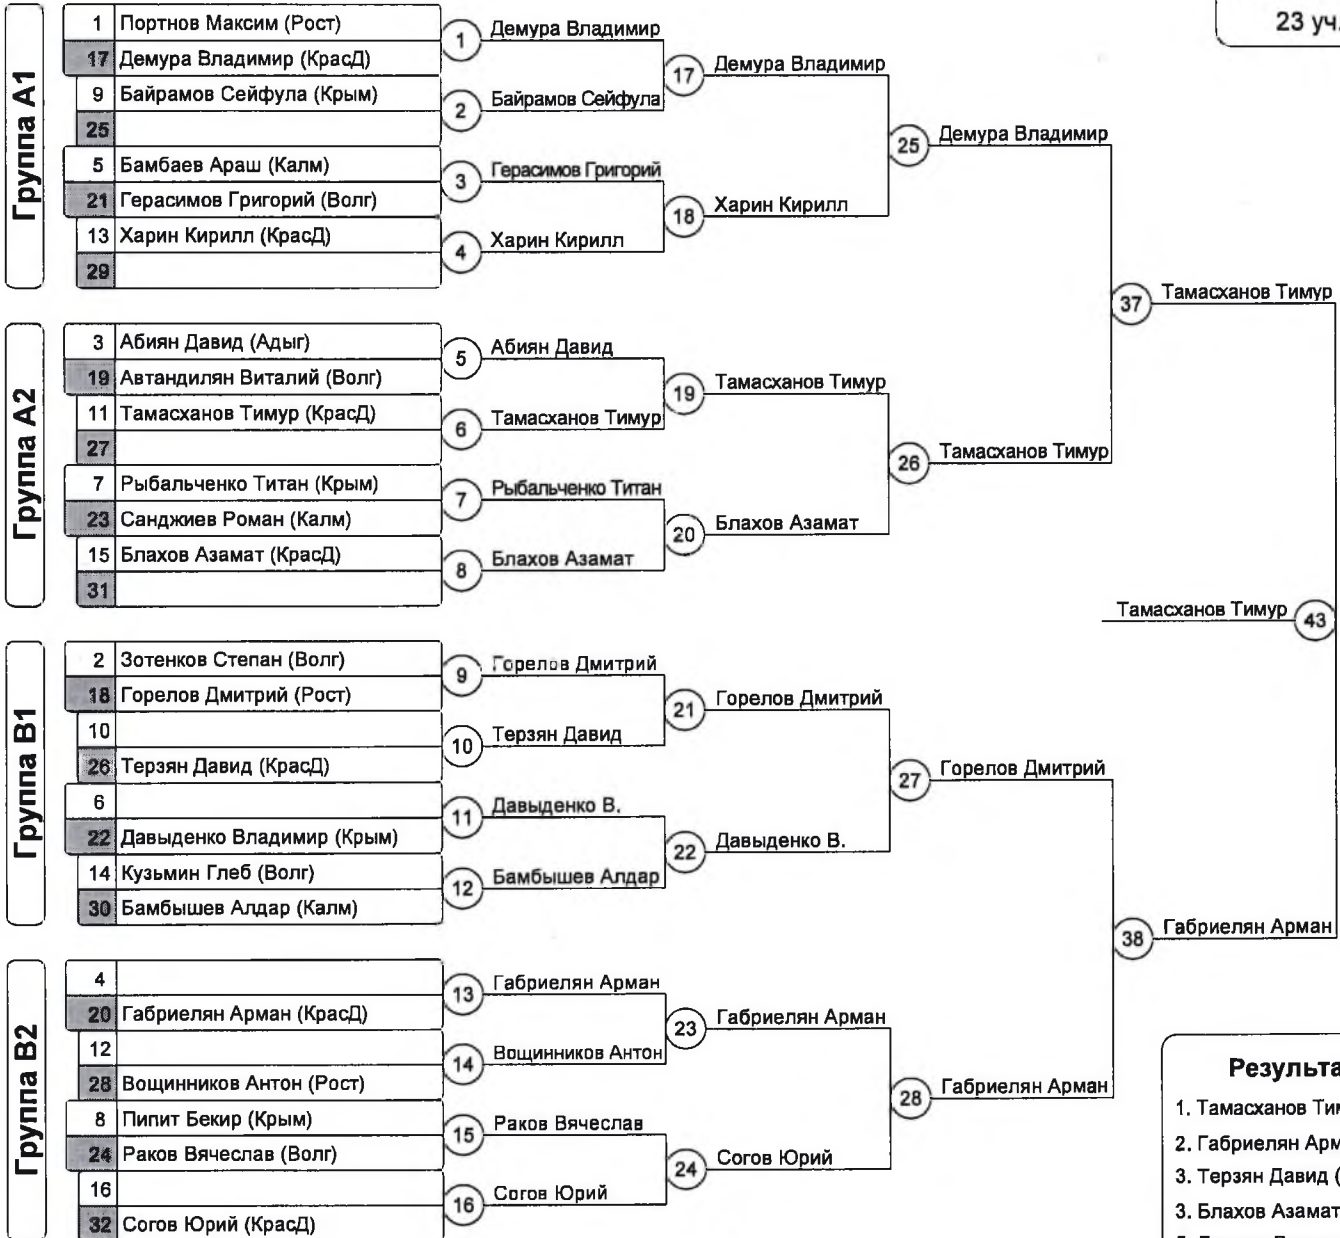 23 уч.
Группа А1
1 Портнов Максим (Рост)
17 Демура Владимир (КрасД)
9 Байрамов Сейфула (Крым)
25
5 Бамбаев Араш (Калм)
21 Герасимов Григорий (Волг)
13 Харин Кирилл (КрасД)
29
1 Демура Владимир
2 Байрамов Сейфула
3 Герасимов Григорий
4 Харин Кирилл
17 Демура Владимир
18 Харин Кирилл
25 Демура Владимир
Группа А2
3 Абиян Давид (Адыг)
19 Автандилян Виталий (Волг)
11 Тамасханов Тимур (КрасД)
27
7 Рыбальченко Титан (Крым)
23 Санджиев Роман (Калм)
15 Блахов Азамат (КрасД)
31
5 Абиян Давид
6 Тамасханов Тимур
7 Рыбальченко Титан
8 Блахов Азамат
19 Тамасханов Тимур
20 Блахов Азамат
26 Тамасханов Тимур
37 Тамасханов Тимур
Тамасханов Тимур 43
Группа В1
2 Зотенков Степан (Волг)
18 Горелов Дмитрий (Рост)
10
26 Терзян Давид (КрасД)
6
22 Давыденко Владимир (Крым)
14 Кузьмин Глеб (Волг)
30 Бамбышев Алдар (Калм)
9 Горелов Дмитрий
10 Терзян Давид
11 Давыденко В.
12 Бамбышев Алдар
21 Горелов Дмитрий
22 Давыденко В.
27 Горелов Дмитрий
38 Габриелян Арман
Группа В2
4
20 Габриелян Арман (КрасД)
12
28 Вощинников Антон (Рост)
8 Пипит Бекир (Крым)
24 Раков Вячеслав (Волг)
16
32 Согов Юрий (КрасД)
13 Габриелян Арман
14 Вощинников Антон
15 Раков Вячеслав
16 Согов Юрий
23 Габриелян Арман
24 Согов Юрий
28 Габриелян Арман
Результа
1. Тамасханов Тим
2. Габриелян Арм
3. Терзян Давид (
3. Блахов Азамат